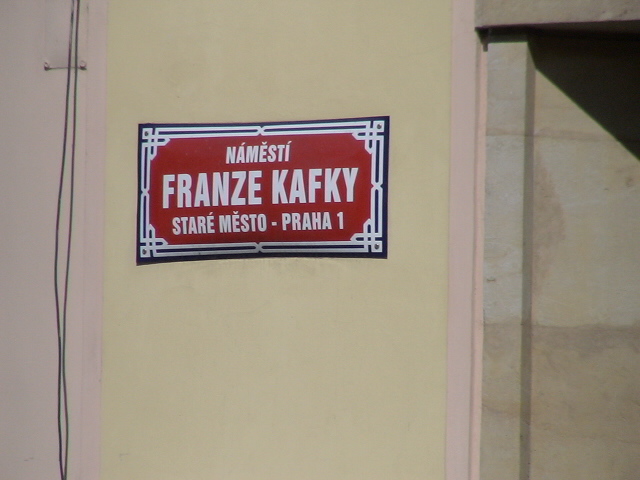 NÁMĚSTÍ
FRANZE KAFKY
STARÉ MĚSTO - PRAHA 1